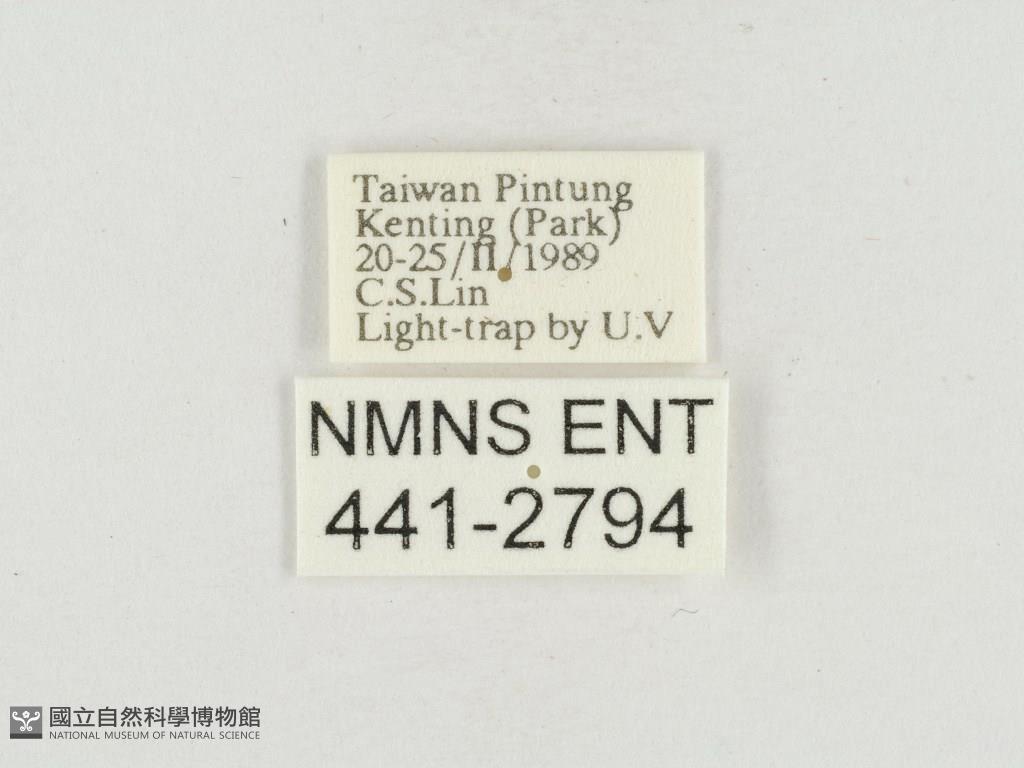 Taiwan Pintung
Kenting (Park)
20-25/II/1989
C.S.Lin
Light-trap by U.V
NMNS ENT
441-2794
國立自然科學博物館
NATIONAL MUSEUM OF NATURAL SCIENCE